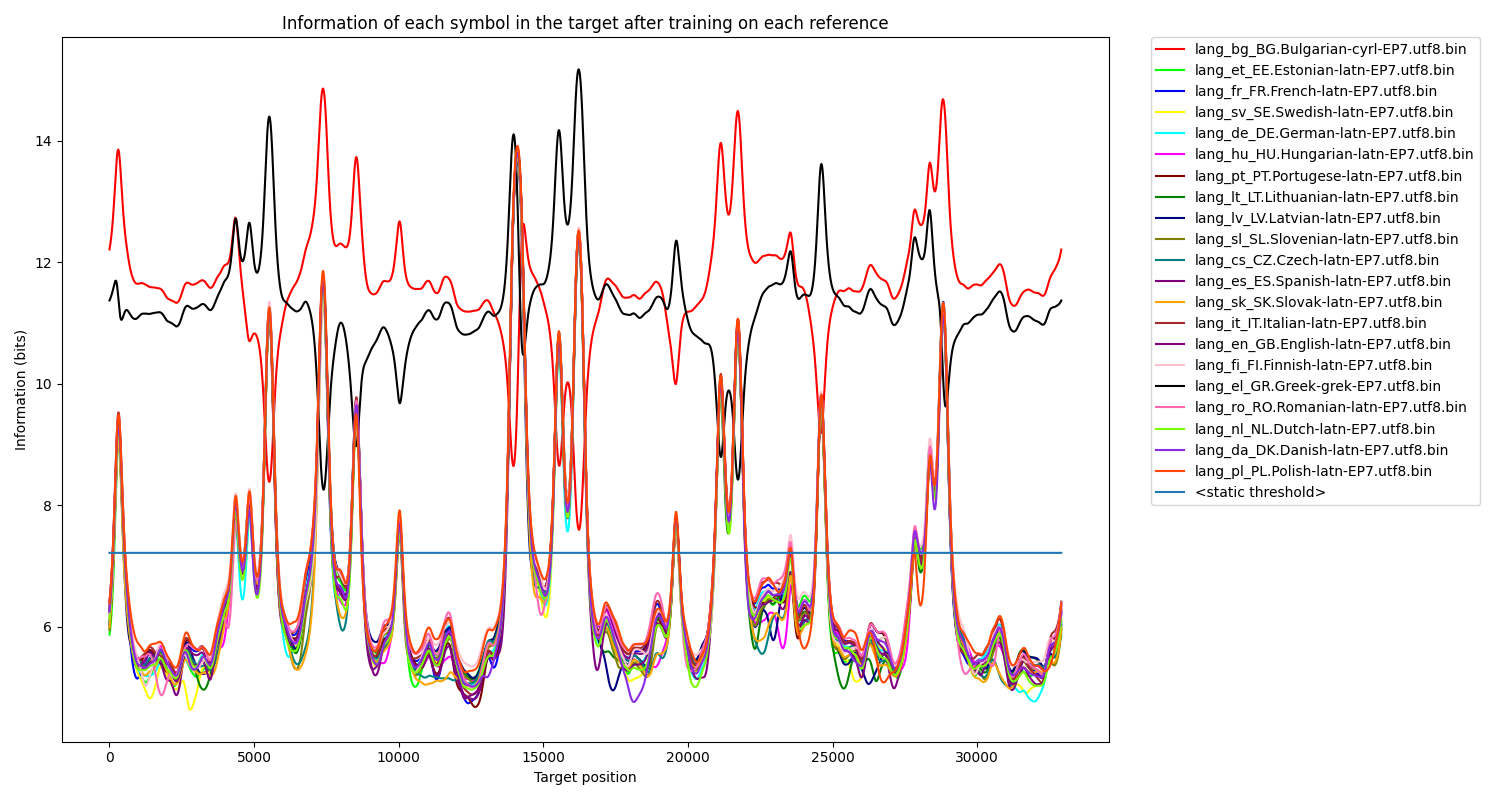 Information of each symbol in the target after training on each reference
14
12
10
8
6
Information (bits)
0
5000
10000
15000
20000
25000
30000
Target position
lang_bg_BG.Bulgarian-cyrl-EP7.utf8.bin
lang_et_EE.Estonian-latn-EP7.utf8.bin
lang_fr_FR.French-latn-EP7.utf8.bin
lang_sv_SE.Swedish-latn-EP7.utf8.bin
lang_de_DE.German-latn-EP7.utf8.bin
lang_hu_HU.Hungarian-latn-EP7.utf8.bin
lang_pt_PT.Portugese-latn-EP7.utf8.bin
lang_lt_LT.Lithuanian-latn-EP7.utf8.bin
lang_lv_LV.Latvian-latn-EP7.utf8.bin
lang_sl_SL.Slovenian-latn-EP7.utf8.bin
lang_cs_CZ.Czech-latn-EP7.utf8.bin
lang_es_ES.Spanish-latn-EP7.utf8.bin
lang_sk_SK.Slovak-latn-EP7.utf8.bin
lang_it_IT.Italian-latn-EP7.utf8.bin
lang_en_GB.English-latn-EP7.utf8.bin
lang_fi_FI.Finnish-latn-EP7.utf8.bin
lang_el_GR.Greek-grek-EP7.utf8.bin
lang_ro_RO.Romanian-latn-EP7.utf8.bin
lang_nl_NL.Dutch-latn-EP7.utf8.bin
lang_da_DK.Danish-latn-EP7.utf8.bin
lang_pl_PL.Polish-latn-EP7.utf8.bin
<static threshold>